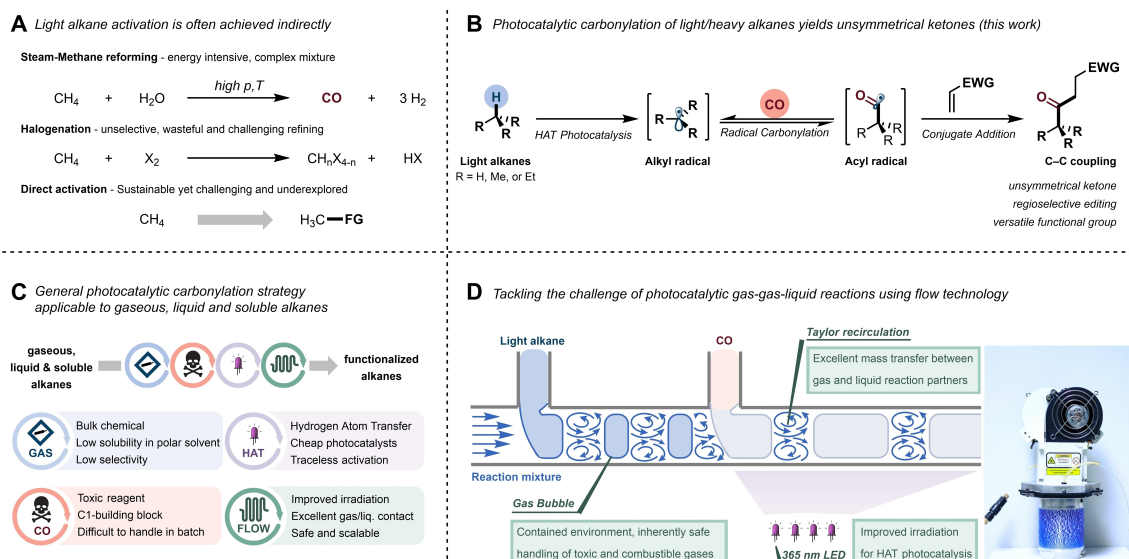 A Light alkane activation is often achieved indirectly
Steam-Methane reforming - energy intensive, complex mixture
CH4 + H2O high p,T CO + 3 H2
Halogenation - unselective, wasteful and challenging refining
CH4 + X2 CHnX4-n + HX
Direct activation - Sustainable yet challenging and underexplored
CH4 H3C FG
B Photocatalytic carbonylation of light/heavy alkanes yields unsymmetrical ketones (this work)
H
R R R
Light alkanes
R = H, Me, or Et
HAT Photocatalysis
R R R
Alkyl radical
CO
Radical Carbonylation
O
R R R
Acyl radical
EWG
Conjugate Addition
EWG
O
R R R
C–C coupling
unsymmetrical ketone
regioselective editing
versatile functional group
C General photocatalytic carbonylation strategy
applicable to gaseous, liquid and soluble alkanes
gaseous,
liquid & soluble
alkanes
functionalized
alkanes
GAS
Bulk chemical
Low solubility in polar solvent
Low selectivity
HAT
Hydrogen Atom Transfer
Cheap photocatalysts
Traceless activation
CO
Toxic reagent
C1-building block
Difficult to handle in batch
FLOW
Improved irradiation
Excellent gas/liq. contact
Safe and scalable
D Tackling the challenge of photocatalytic gas-gas-liquid reactions using flow technology
Light alkane
CO
Taylor recirculation
Excellent mass transfer between
gas and liquid reaction partners
Reaction mixture
Gas Bubble
Contained environment, inherently safe
handling of toxic and combustible gases
365 nm LED
Improved irradiation
for HAT photocatalysis